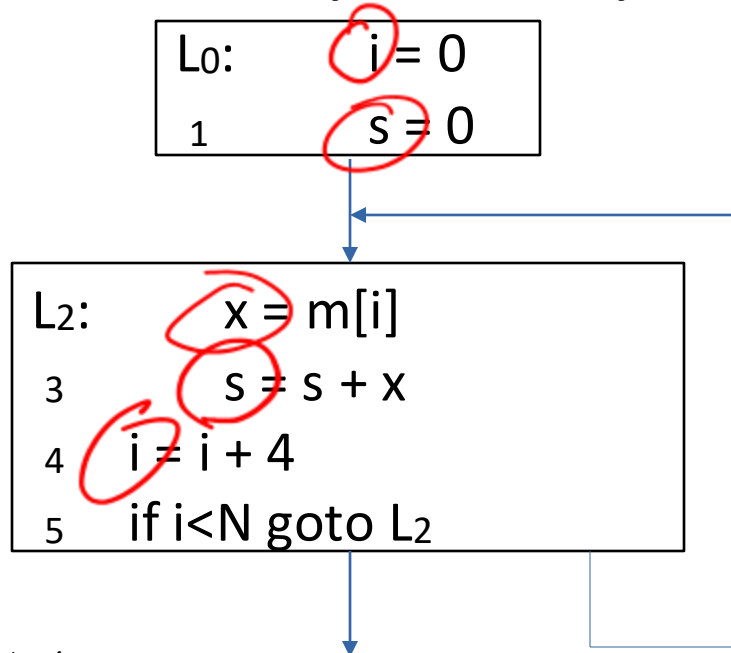 L0: i = 0
1 s = 0
L2: x = m[i]
3 s = s + x
4 i = i + 4
5 if i<N goto L2